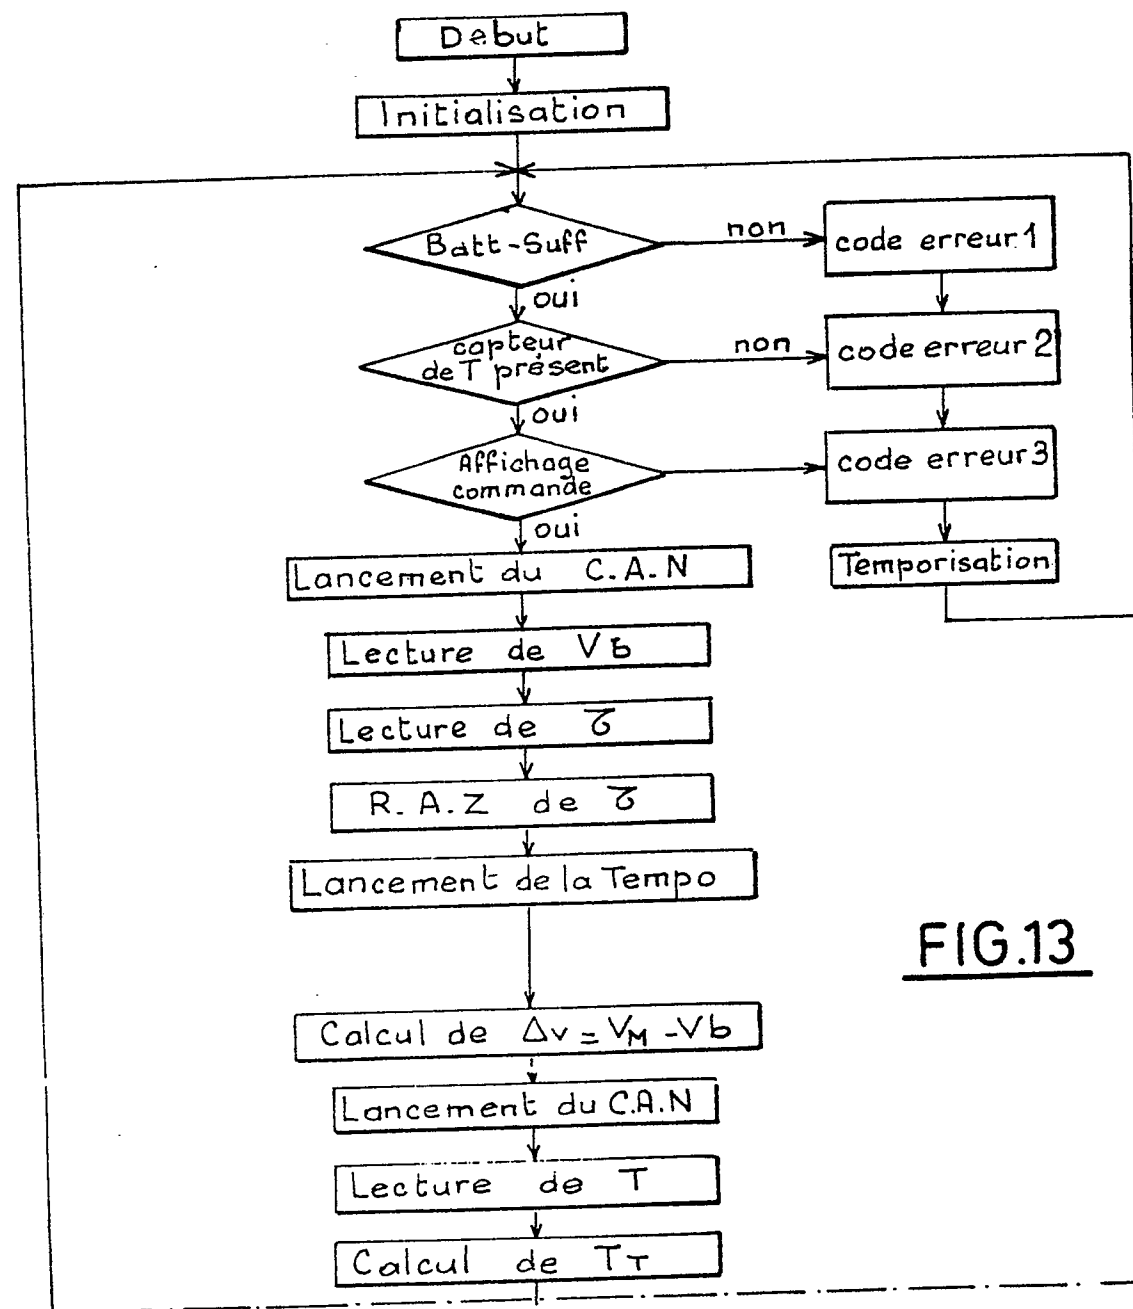 Debut
Initialisation
Batt-Suff
non
code erreur 1
oui
capteur
de T présent
non
code erreur 2
oui
Affichage
commande
code erreur 3
oui
Lancement du C.A.N
Temporisation
Lecture de Vb
Lecture de τ
R.A.Z de τ
Lancement de la Tempo
FIG.13
Calcul de Δv = VM - Vb
Lancement du C.A.N
Lecture de T
Calcul de TT